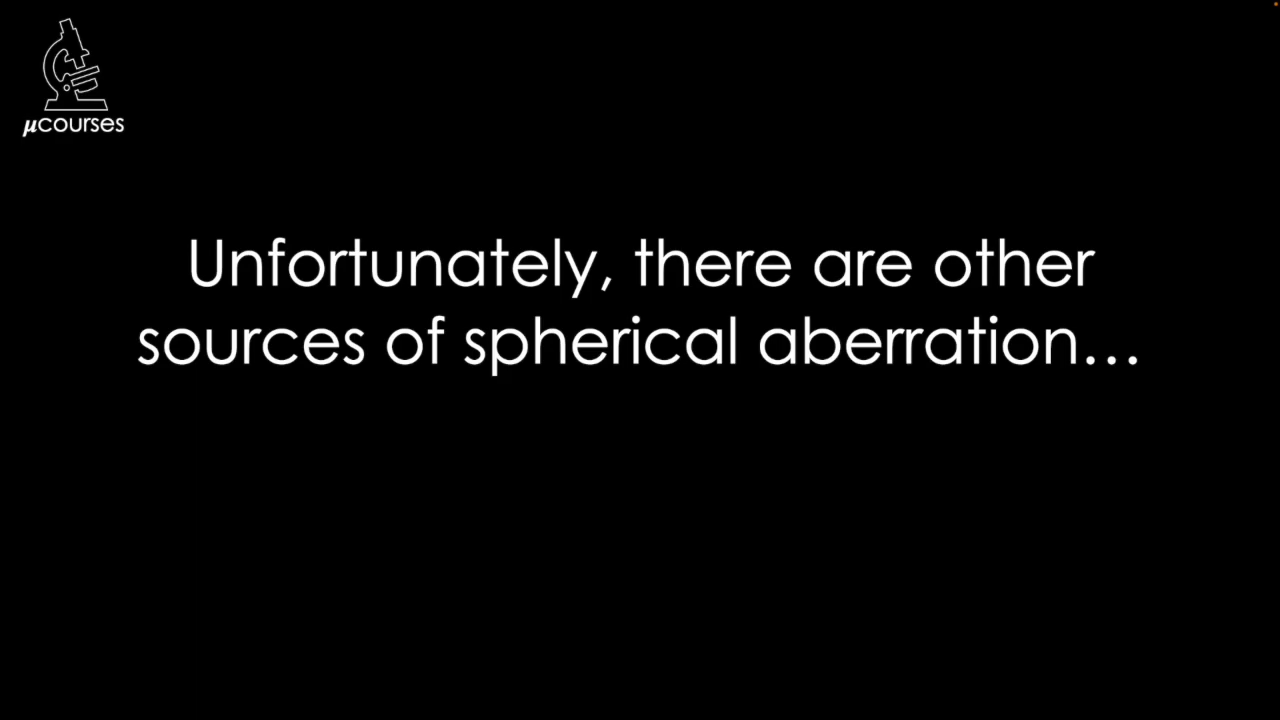 µcourses
Unfortunately, there are other
sources of spherical aberration…